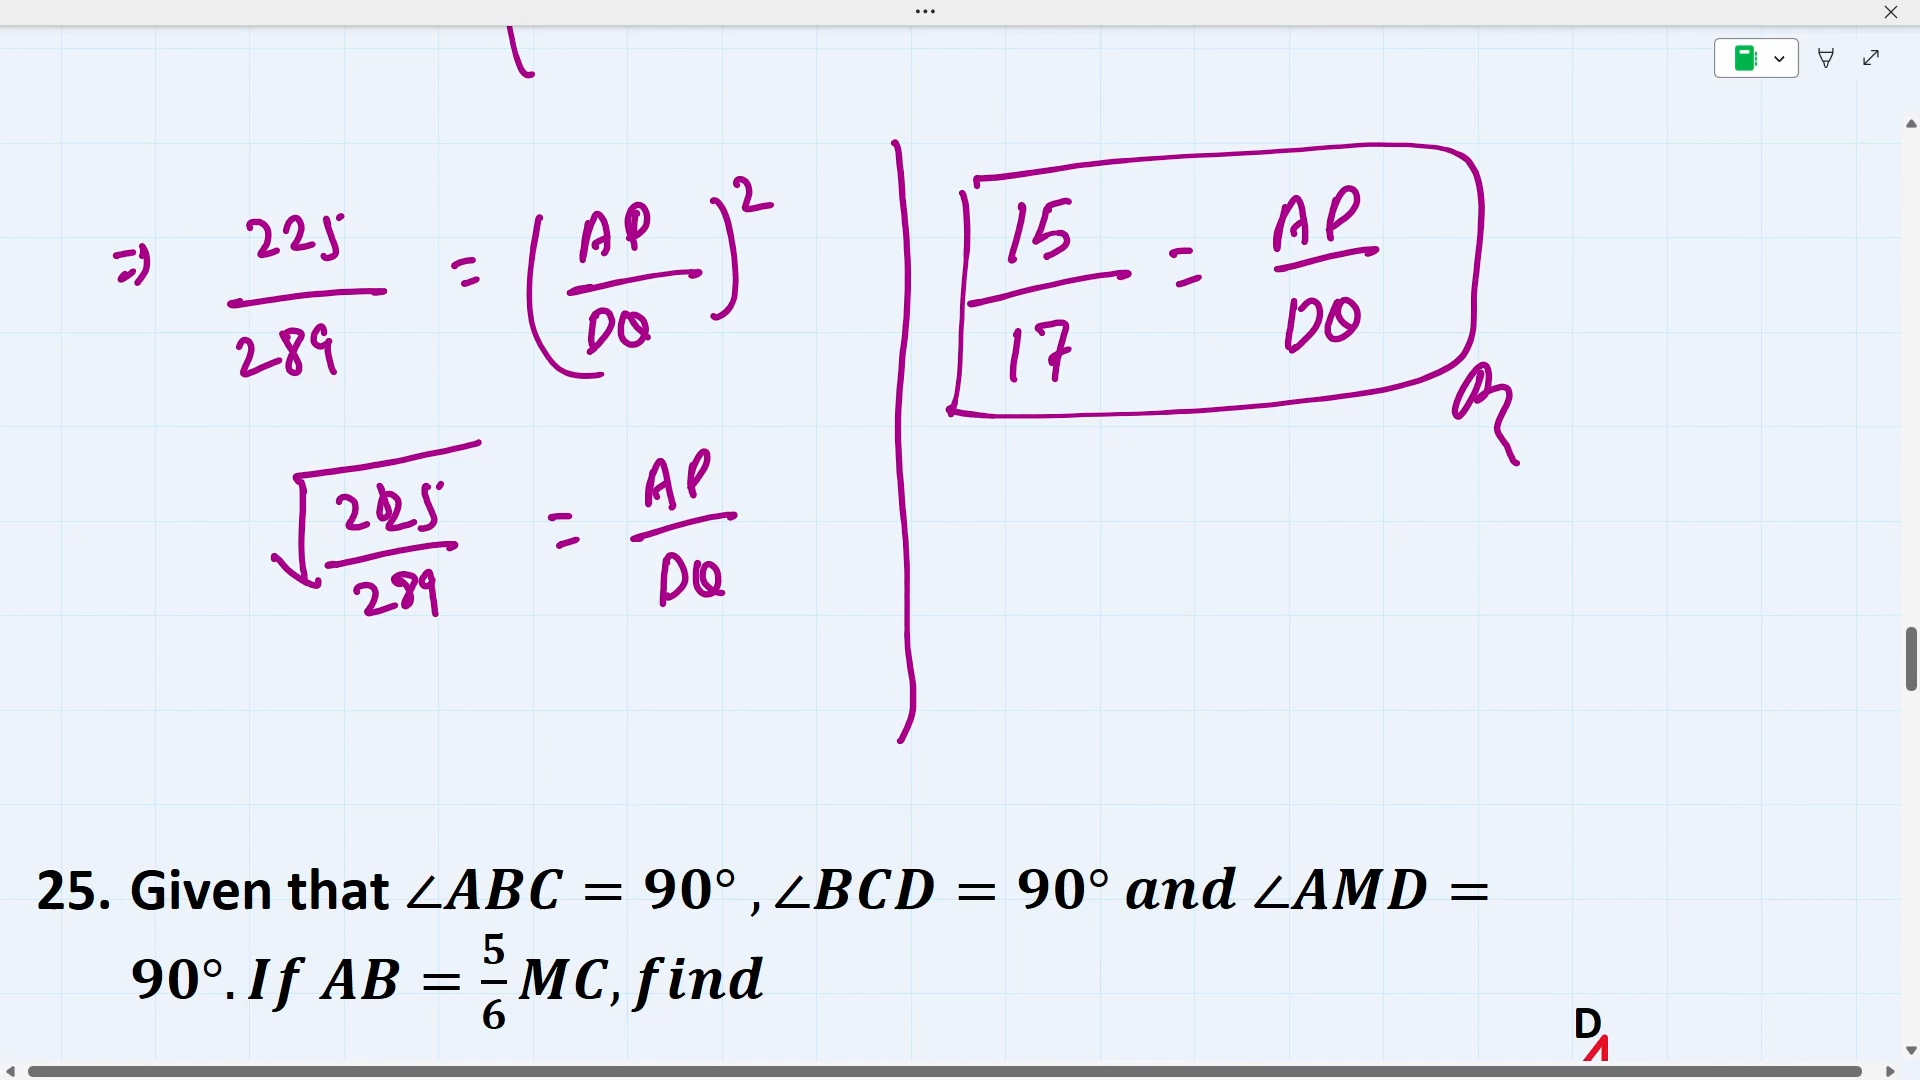 ⇒ 225/289 = (AP/DQ)²
√(225/289) = AP/DQ
15/17 = AP/DQ
25. Given that ∠ABC = 90°, ∠BCD = 90° and ∠AMD =
90°. If AB = 5/6 MC, find
D